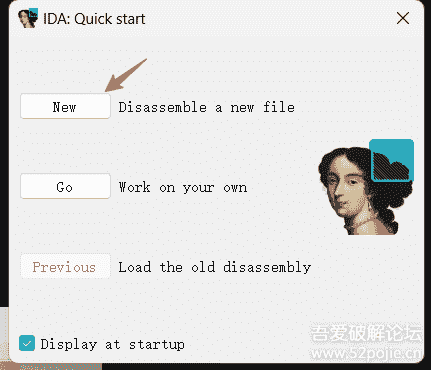 IDA: Quick start
New Disassemble a new file
Go Work on your own
Previous Load the old disassembly
Display at startup
吾爱破解论坛
www.52pojie.cn